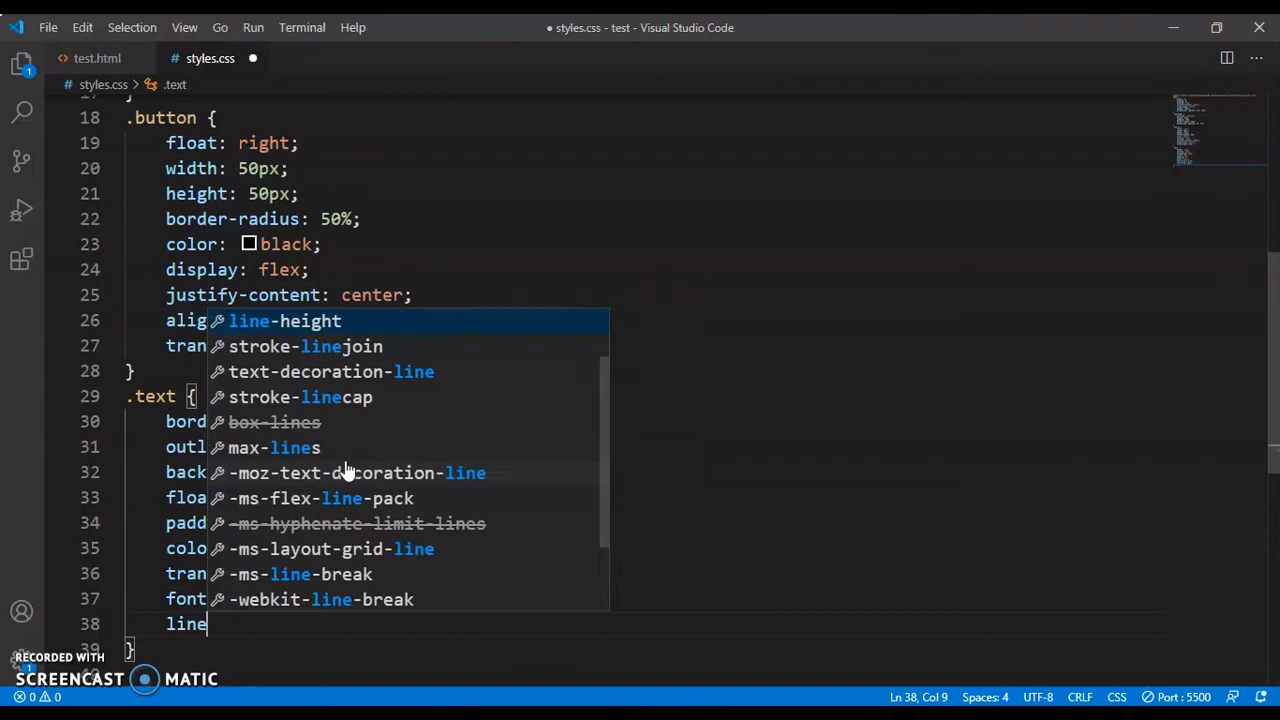 File Edit Selection View Go Run Terminal Help ● styles.css - test - Visual Studio Code
<> test.html # styles.css ●
# styles.css > .text
18 .button {
19 float: right;
20 width: 50px;
21 height: 50px;
22 border-radius: 50%;
23 color: black;
24 display: flex;
25 justify-content: center;
26 alig
line-height
27 tran
stroke-linejoin
28 }
text-decoration-line
29 .text {
stroke-linecap
30 bord
box-lines
31 outl
max-lines
32 back
-moz-text-decoration-line
33 floa
-ms-flex-line-pack
34 padd
-ms-hyphenate-limit-lines
35 colo
-ms-layout-grid-line
36 tran
-ms-line-break
37 font
-webkit-line-break
38 line
39 }
RECORDED WITH
SCREENCAST MATIC
0 0 Ln 38, Col 9 Spaces: 4 UTF-8 CRLF CSS Port : 5500